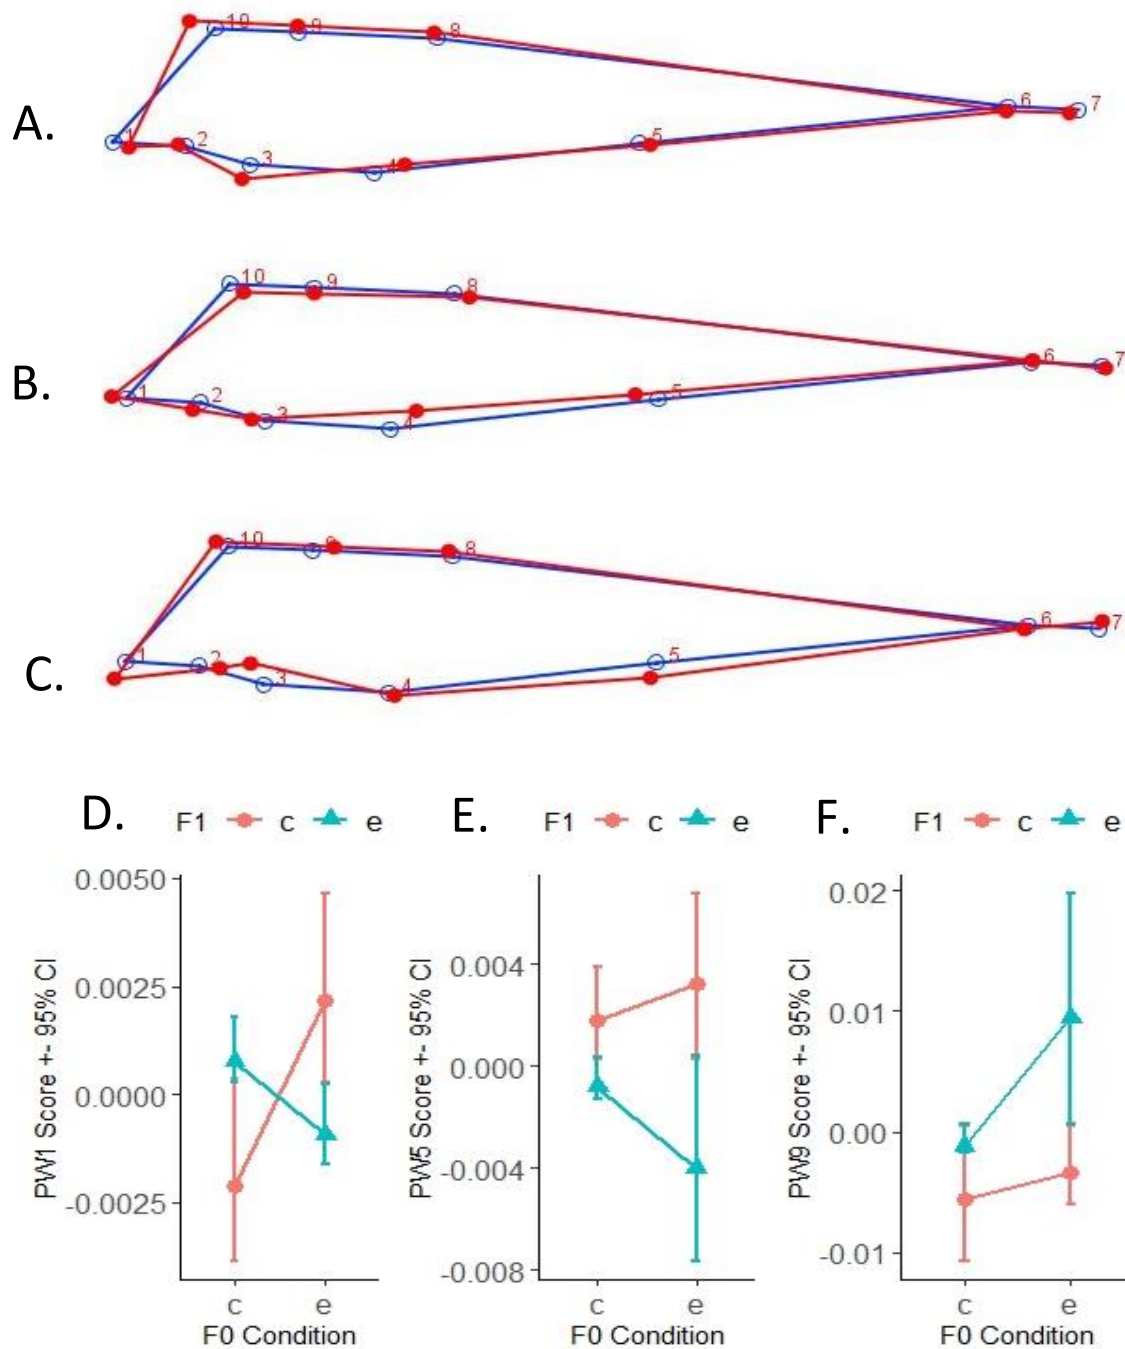 A.
10 9 8
6 7
1 2 3 4 5
B.
10 9 8
6 7
1 2 3 4 5
C.
10 9 8
6 7
1 2 3 4 5
D. F1 c e
E. F1 c e
F. F1 c e
PW1 Score +- 95% CI
0.0050
0.0025
0.0000
-0.0025
c e
F0 Condition
PW5 Score +- 95% CI
0.004
0.000
-0.004
-0.008
c e
F0 Condition
PW9 Score +- 95% CI
0.02
0.01
0.00
-0.01
c e
F0 Condition